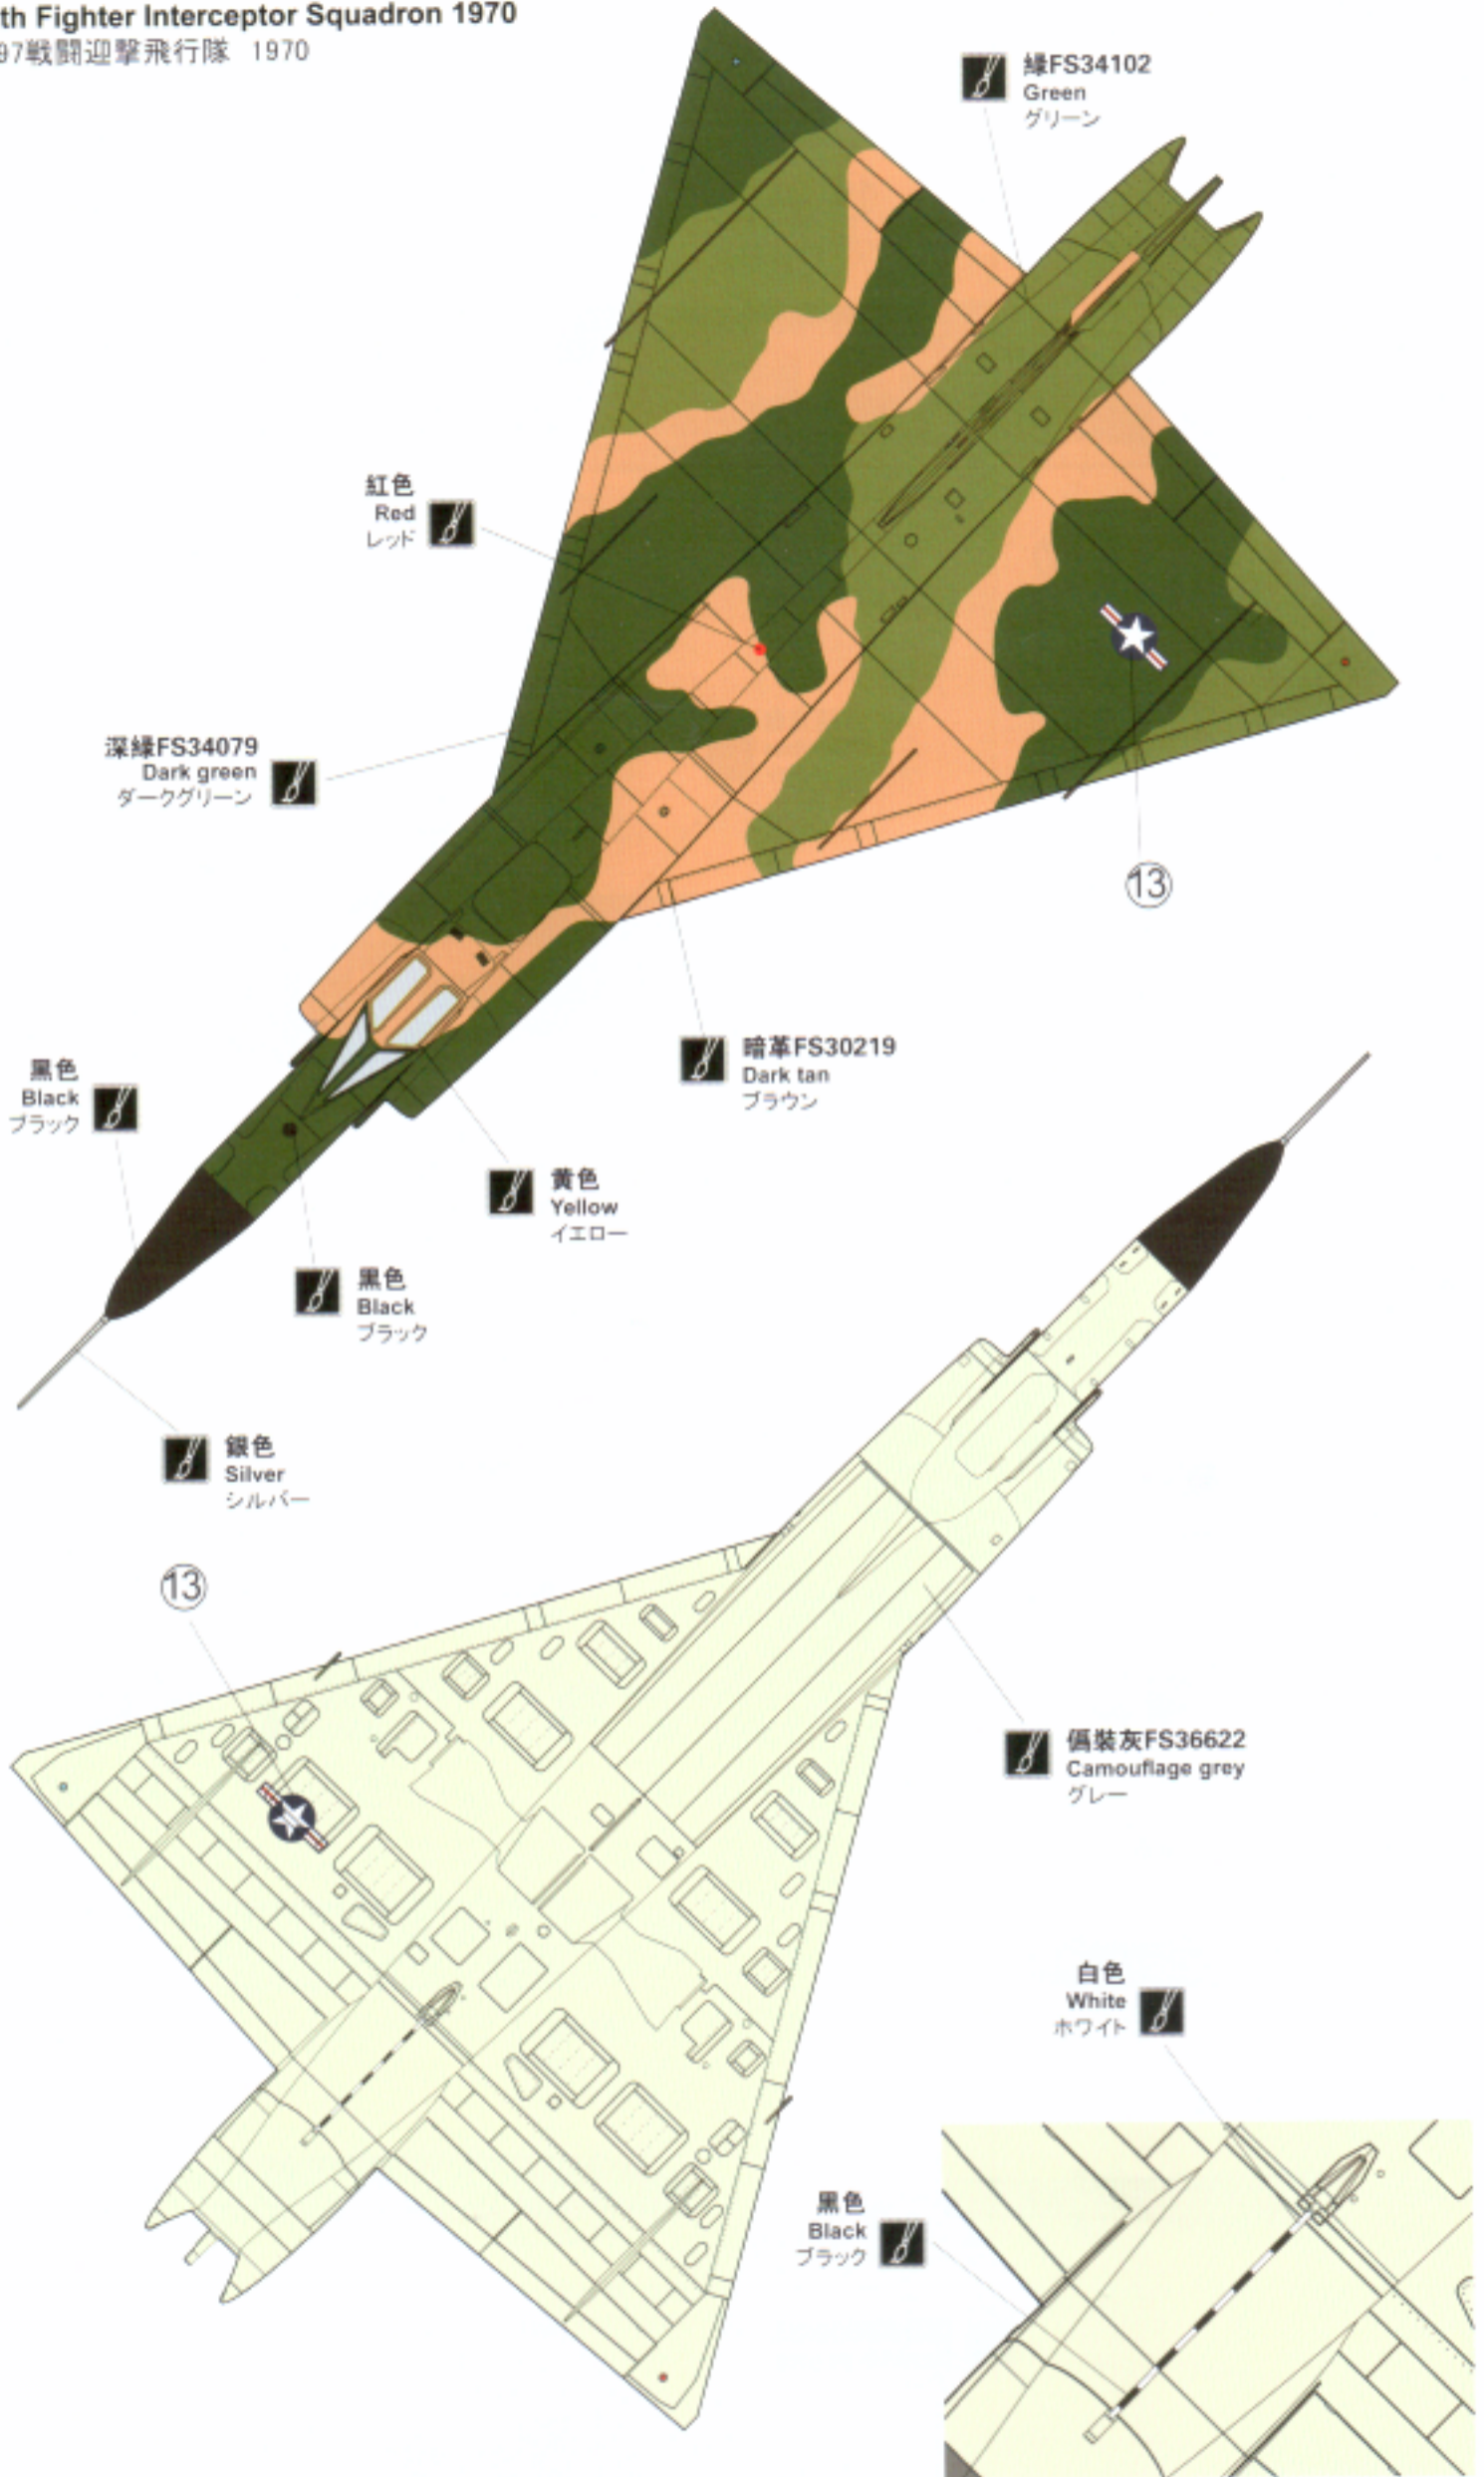 th Fighter Interceptor Squadron 1970
97戦闘迎撃飛行隊 1970
緑FS34102
Green
グリーン
紅色
Red
レッド
深緑FS34079
Dark green
ダークグリーン
13
暗革FS30219
Dark tan
ブラウン
黒色
Black
ブラック
黄色
Yellow
イエロー
黒色
Black
ブラック
銀色
Silver
シルバー
13
偽裝灰FS36622
Camouflage grey
グレー
白色
White
ホワイト
黒色
Black
ブラック